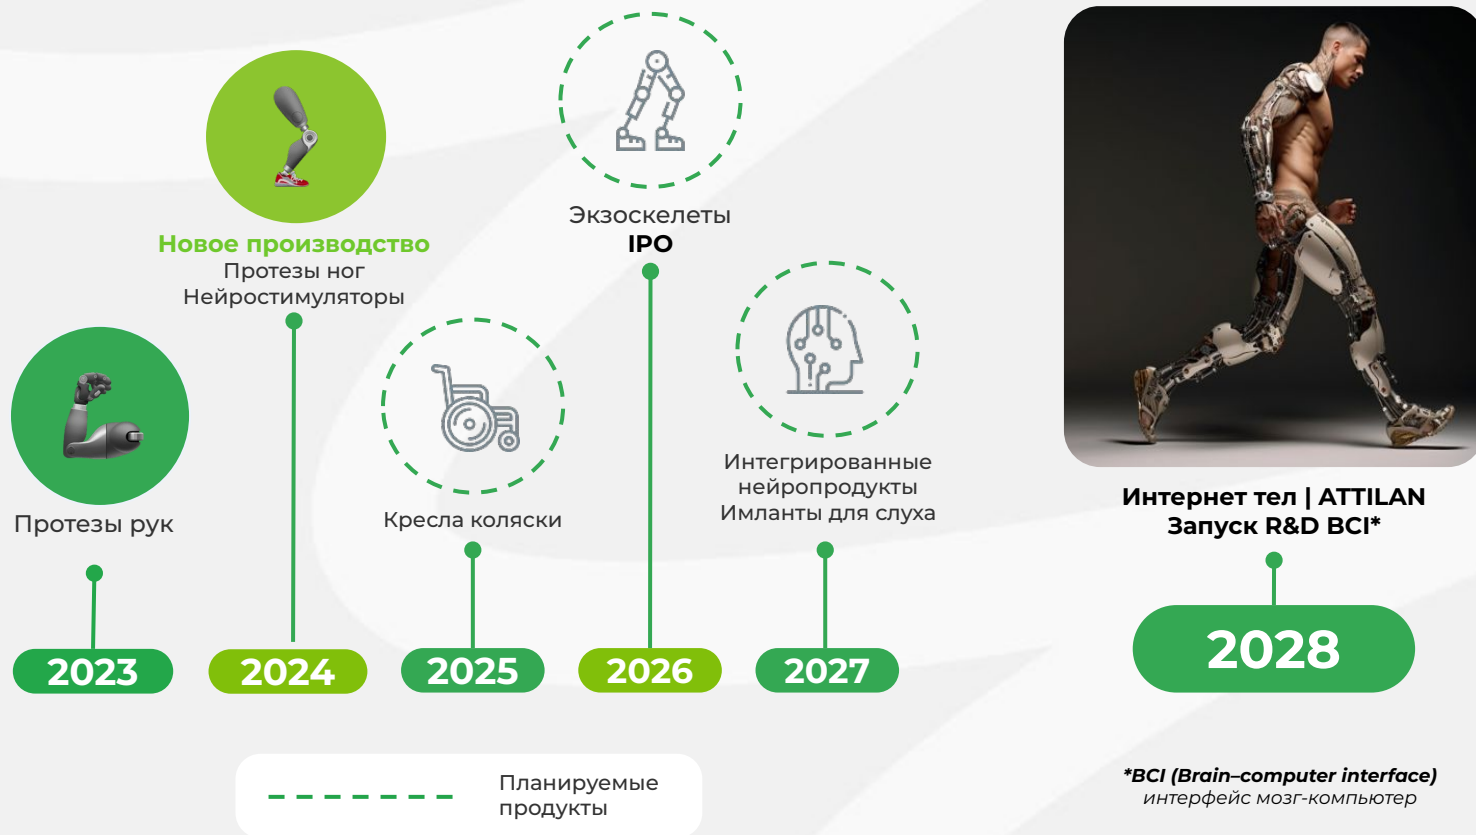 Протезы рук
2023
Новое производство
Протезы ног
Нейростимуляторы
2024
Кресла коляски
2025
Экзоскелеты
IPO
2026
Интегрированные
нейропродукты
Имланты для слуха
2027
Интернет тел | ATTILAN
Запуск R&D BCI*
2028
Планируемые
продукты
*BCI (Brain–computer interface)
интерфейс мозг-компьютер